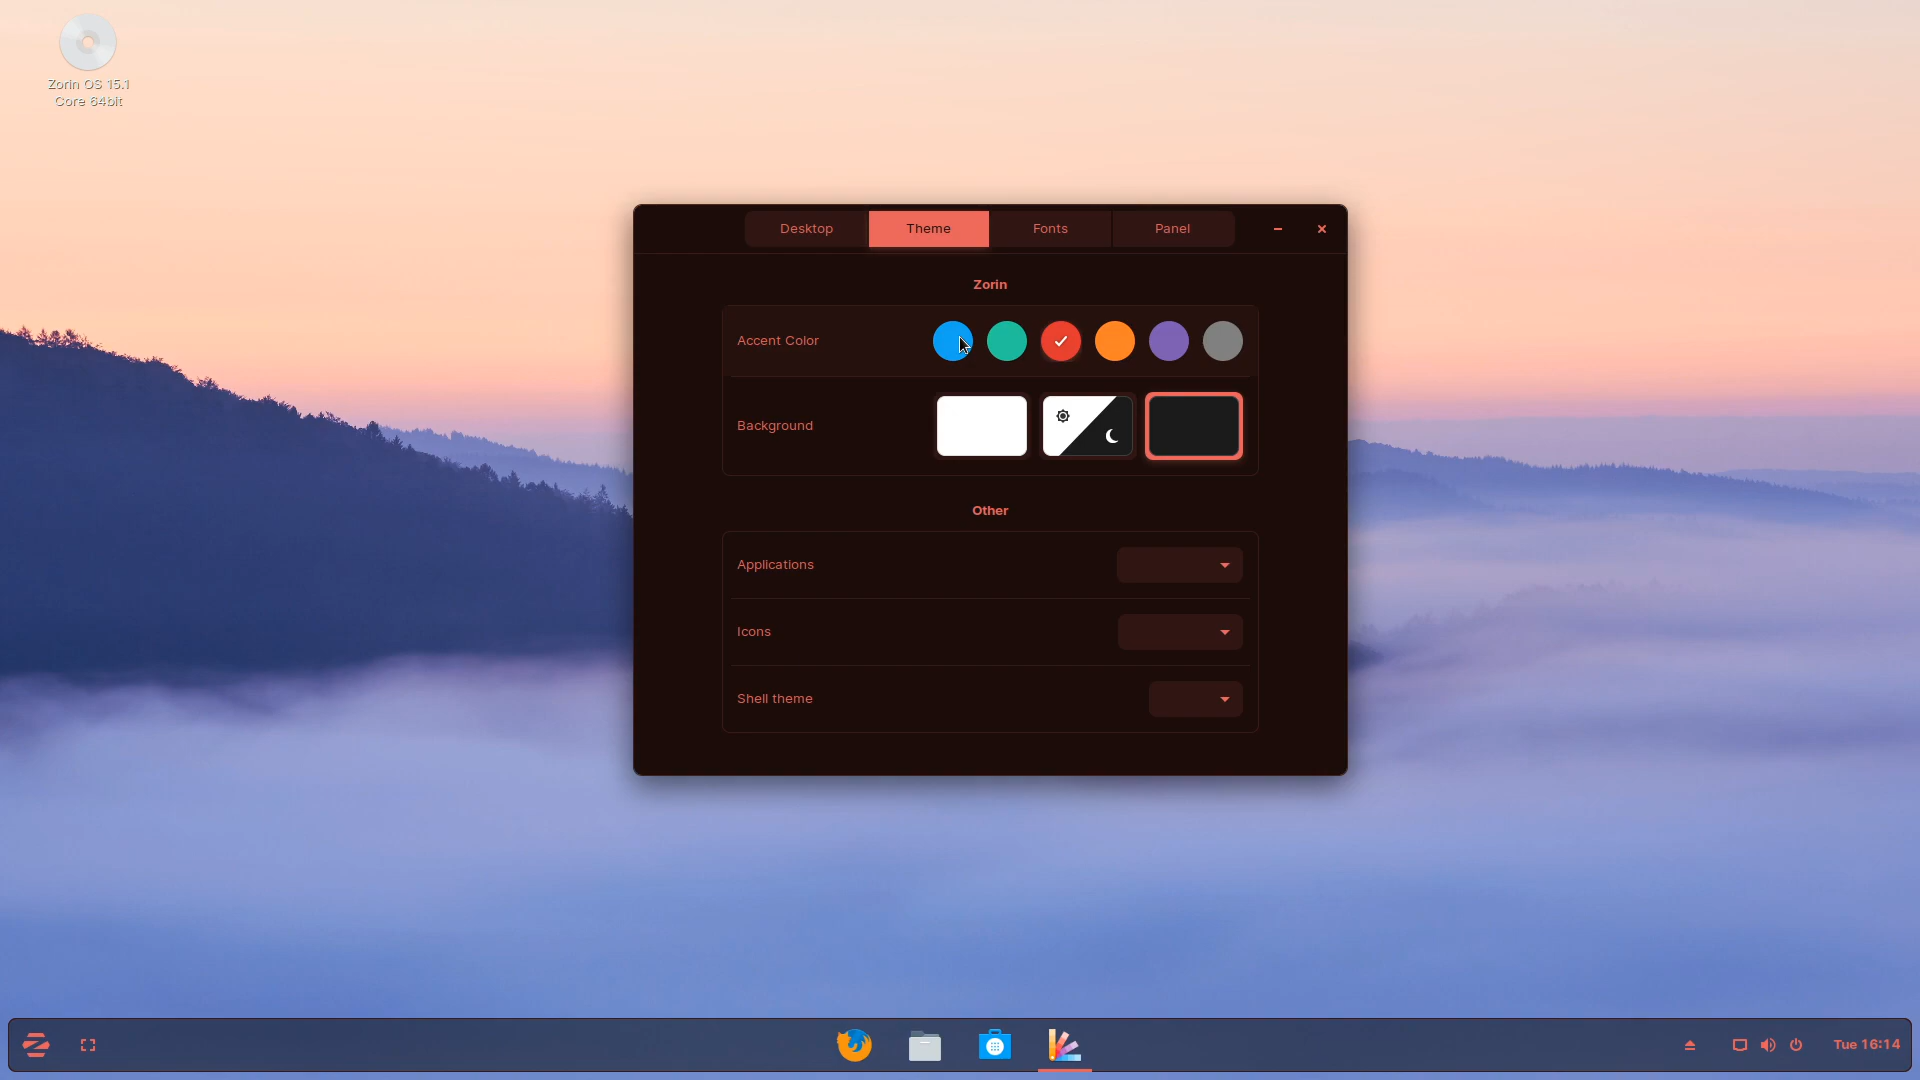 Zorin OS 15.1
Core 64bit
Desktop
Theme
Fonts
Panel
Zorin
Accent Color
Background
Other
Applications
Icons
Shell theme
Tue 16:14